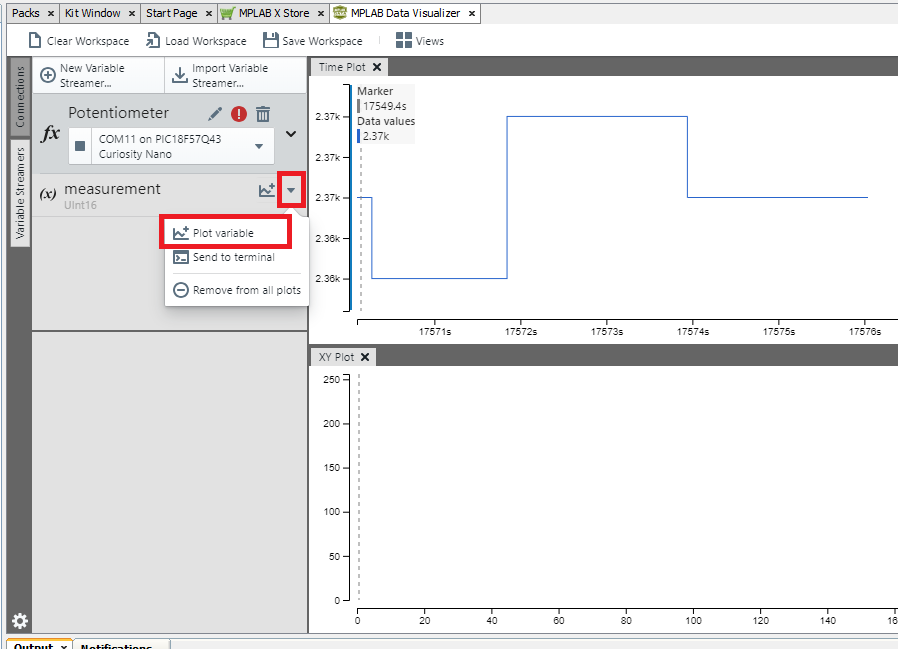 Packs × Kit Window × Start Page × MPLAB X Store × MPLAB Data Visualizer ×
Clear Workspace Load Workspace Save Workspace Views
Connections
Variable Streamers
New Variable
Streamer...
Import Variable
Streamer...
fx
Potentiometer
COM11 on PIC18F57Q43
Curiosity Nano
(x) measurement
UInt16
Plot variable
Send to terminal
Remove from all plots
Time Plot ×
Marker
17549.4s
Data values
2.37k
2.37k
2.37k
2.37k
2.36k
2.36k
17571s 17572s 17573s 17574s 17575s 17576s
XY Plot ×
250
200
150
100
50
0
0 20 40 60 80 100 120 140 16
Output × Notifications